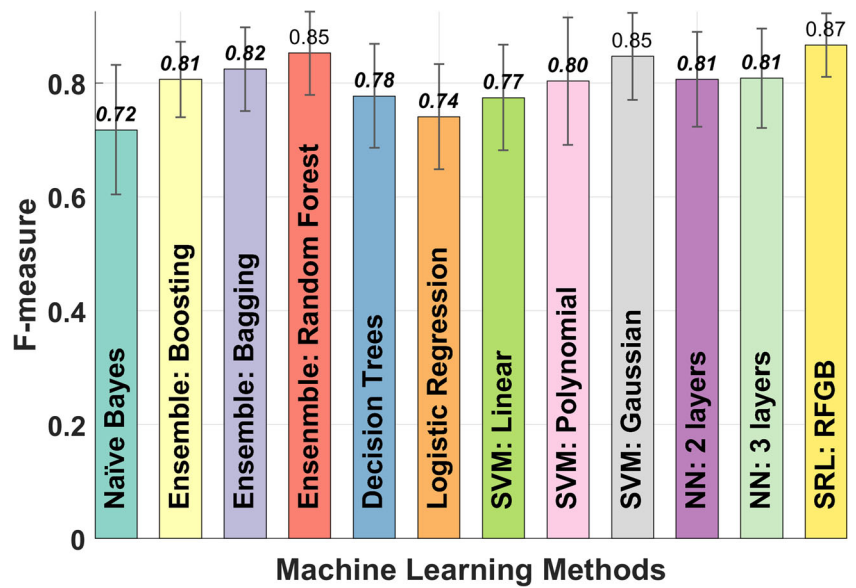 0.72
0.81
0.82
0.85
0.78
0.74
0.77
0.80
0.85
0.81
0.81
0.87
0.8
0.6
0.4
0.2
0
F-measure
Naïve Bayes
Ensemble: Boosting
Ensemble: Bagging
Ensenmble: Random Forest
Decision Trees
Logistic Regression
SVM: Linear
SVM: Polynomial
SVM: Gaussian
NN: 2 layers
NN: 3 layers
SRL: RFGB
Machine Learning Methods